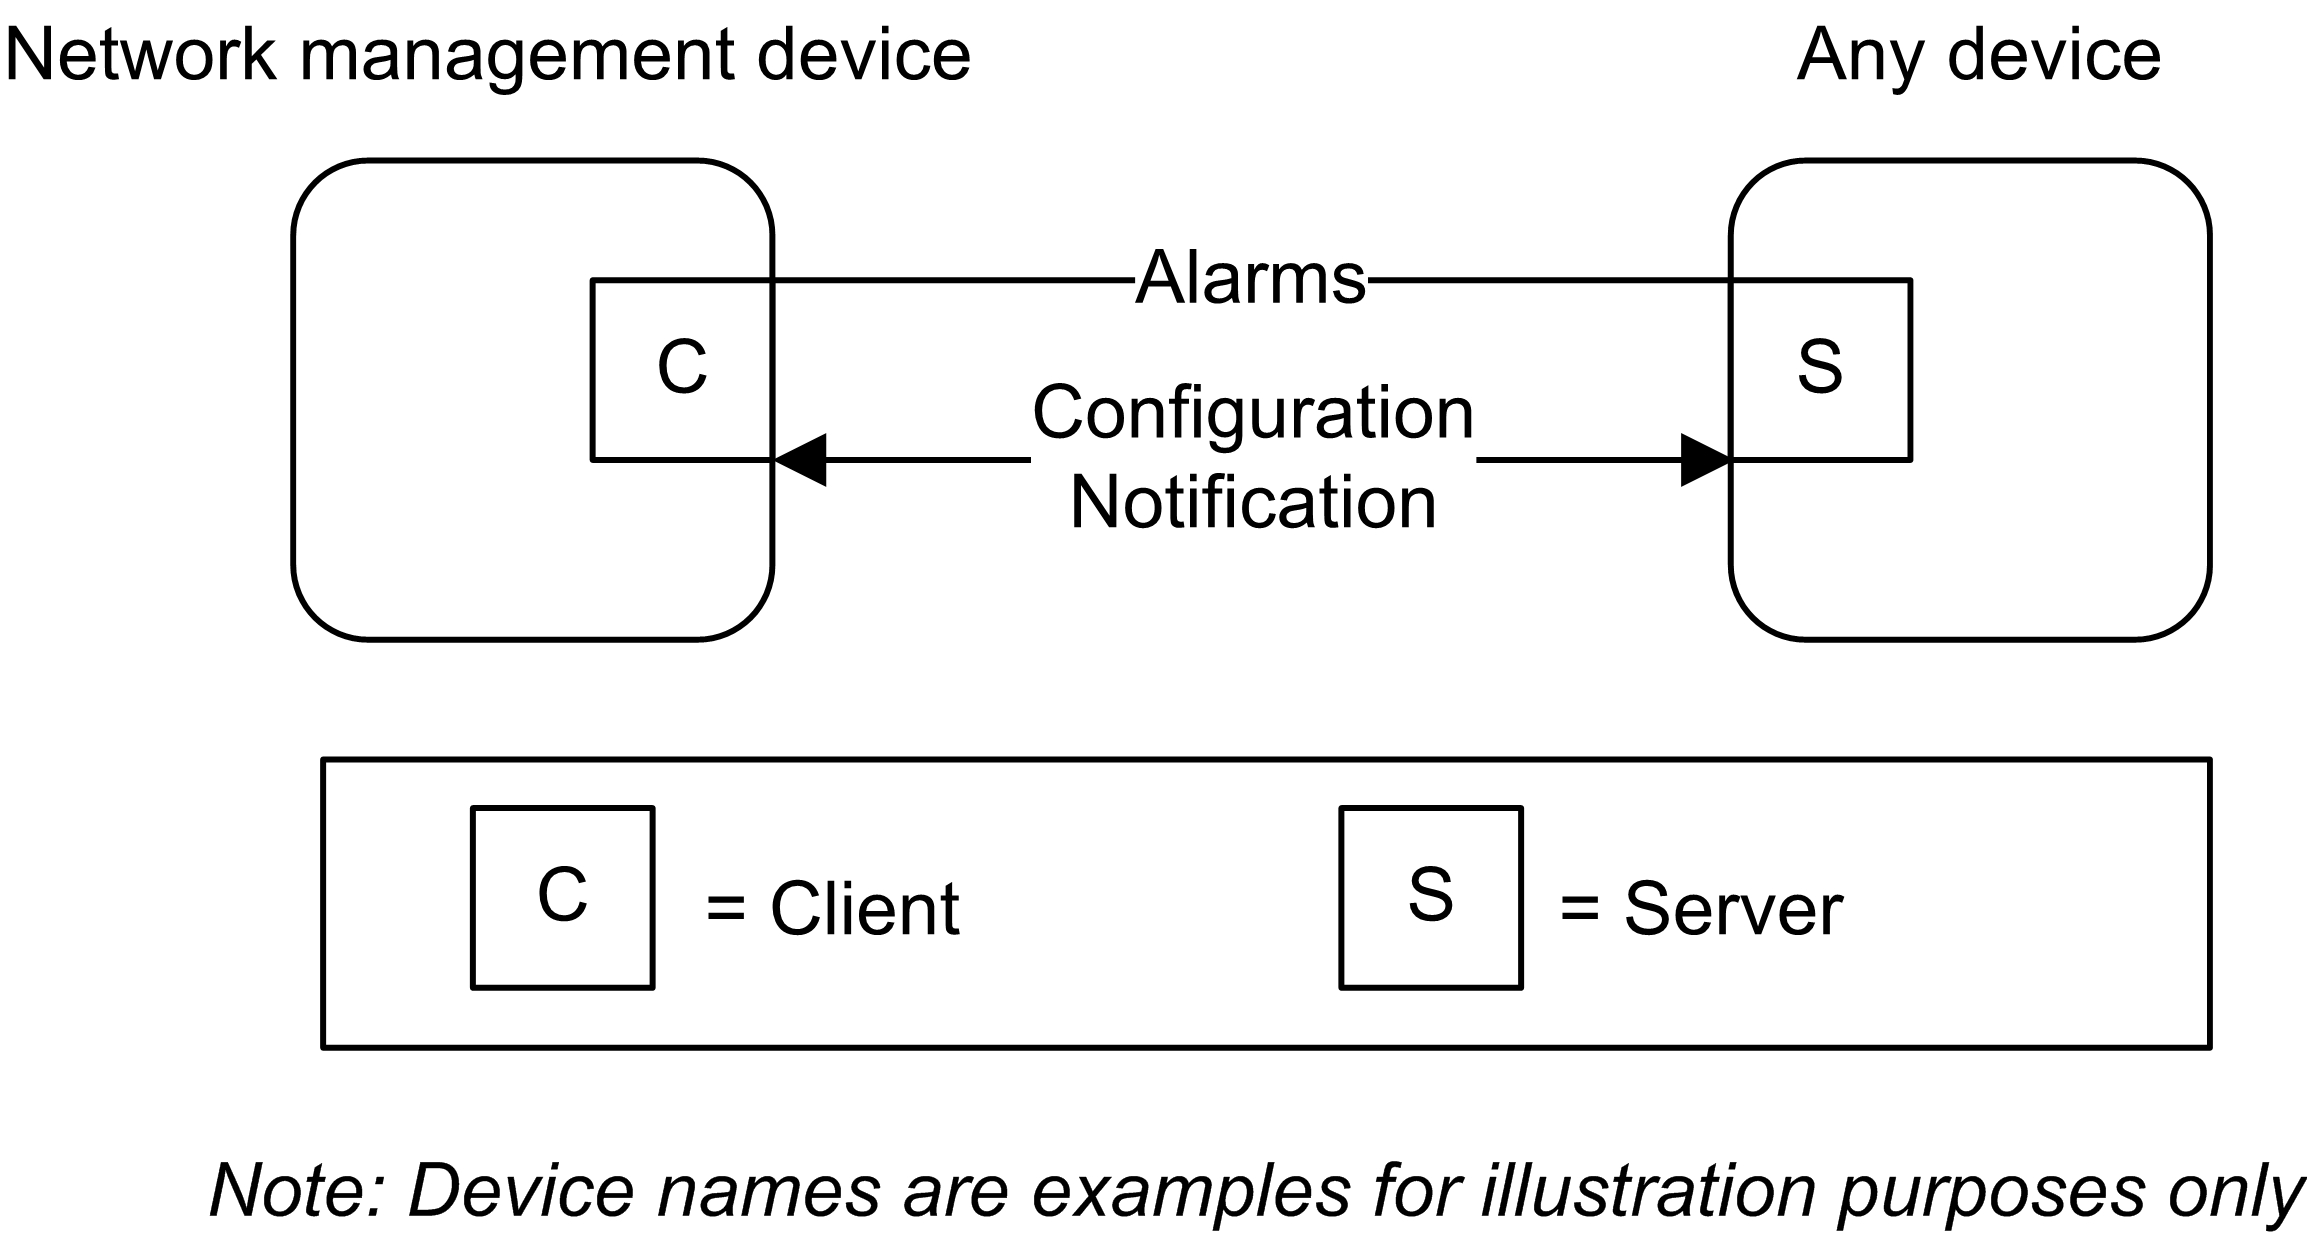 Network management device
Any device
Alarms
C
S
Configuration
Notification
C = Client
S = Server
Note: Device names are examples for illustration purposes only